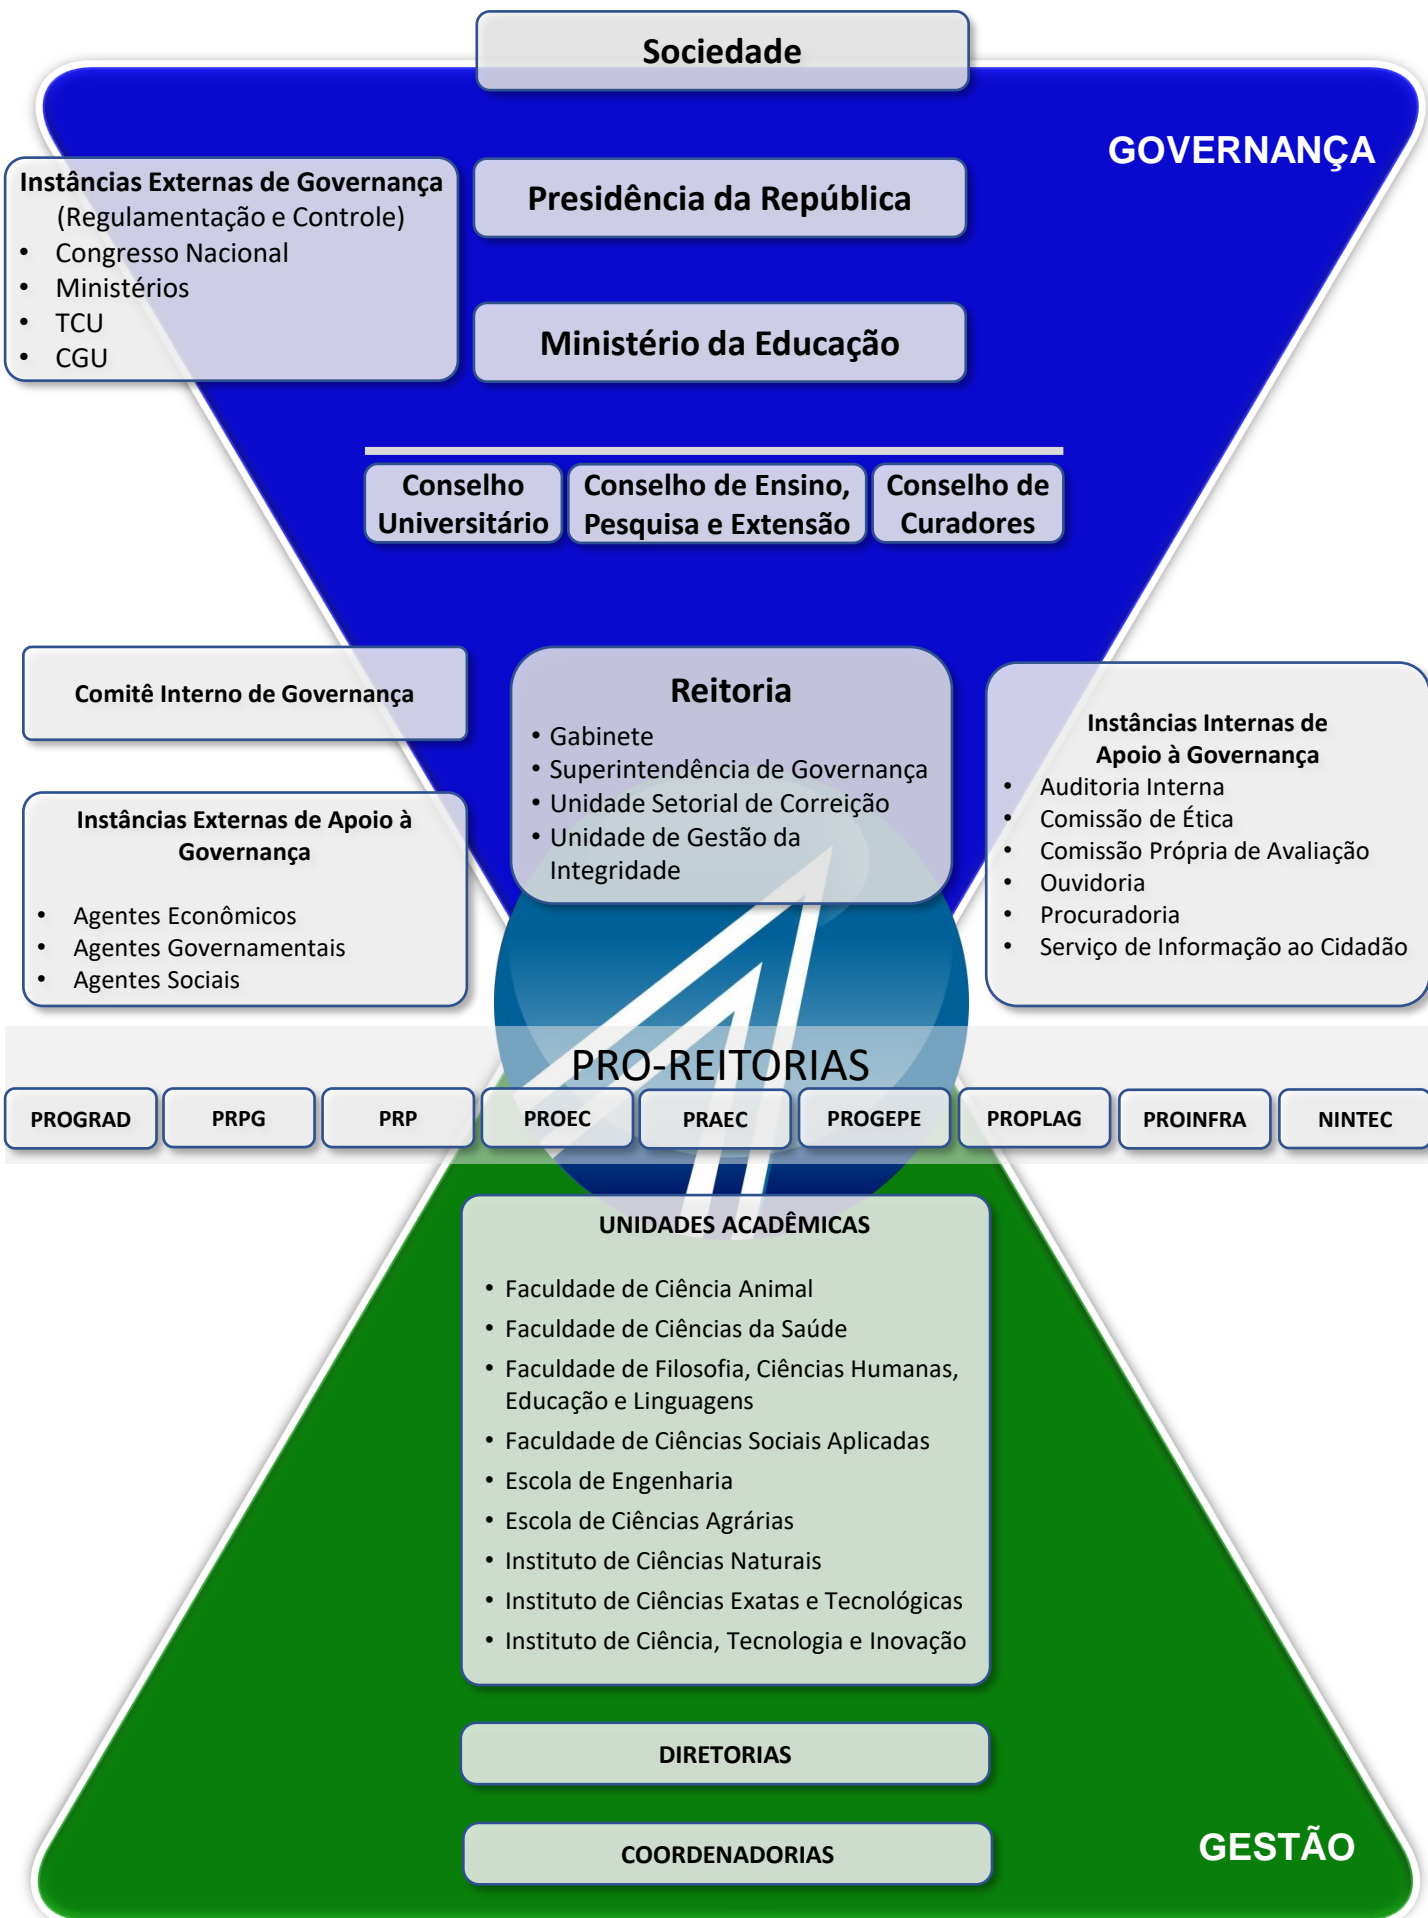 Sociedade
GOVERNANÇA
Instâncias Externas de Governança
(Regulamentação e Controle)
• Congresso Nacional
• Ministérios
• TCU
• CGU
Presidência da República
Ministério da Educação
Conselho
Universitário
Conselho de Ensino,
Pesquisa e Extensão
Conselho de
Curadores
Comitê Interno de Governança
Instâncias Externas de Apoio à
Governança
• Agentes Econômicos
• Agentes Governamentais
• Agentes Sociais
Reitoria
• Gabinete
• Superintendência de Governança
• Unidade Setorial de Correição
• Unidade de Gestão da
Integridade
Instâncias Internas de
Apoio à Governança
• Auditoria Interna
• Comissão de Ética
• Comissão Própria de Avaliação
• Ouvidoria
• Procuradoria
• Serviço de Informação ao Cidadão
PRO-REITORIAS
PROGRAD
PRPG
PRP
PROEC
PRAEC
PROGEPE
PROPLAG
PROINFRA
NINTEC
UNIDADES ACADÊMICAS
• Faculdade de Ciência Animal
• Faculdade de Ciências da Saúde
• Faculdade de Filosofia, Ciências Humanas,
Educação e Linguagens
• Faculdade de Ciências Sociais Aplicadas
• Escola de Engenharia
• Escola de Ciências Agrárias
• Instituto de Ciências Naturais
• Instituto de Ciências Exatas e Tecnológicas
• Instituto de Ciência, Tecnologia e Inovação
DIRETORIAS
COORDENADORIAS
GESTÃO